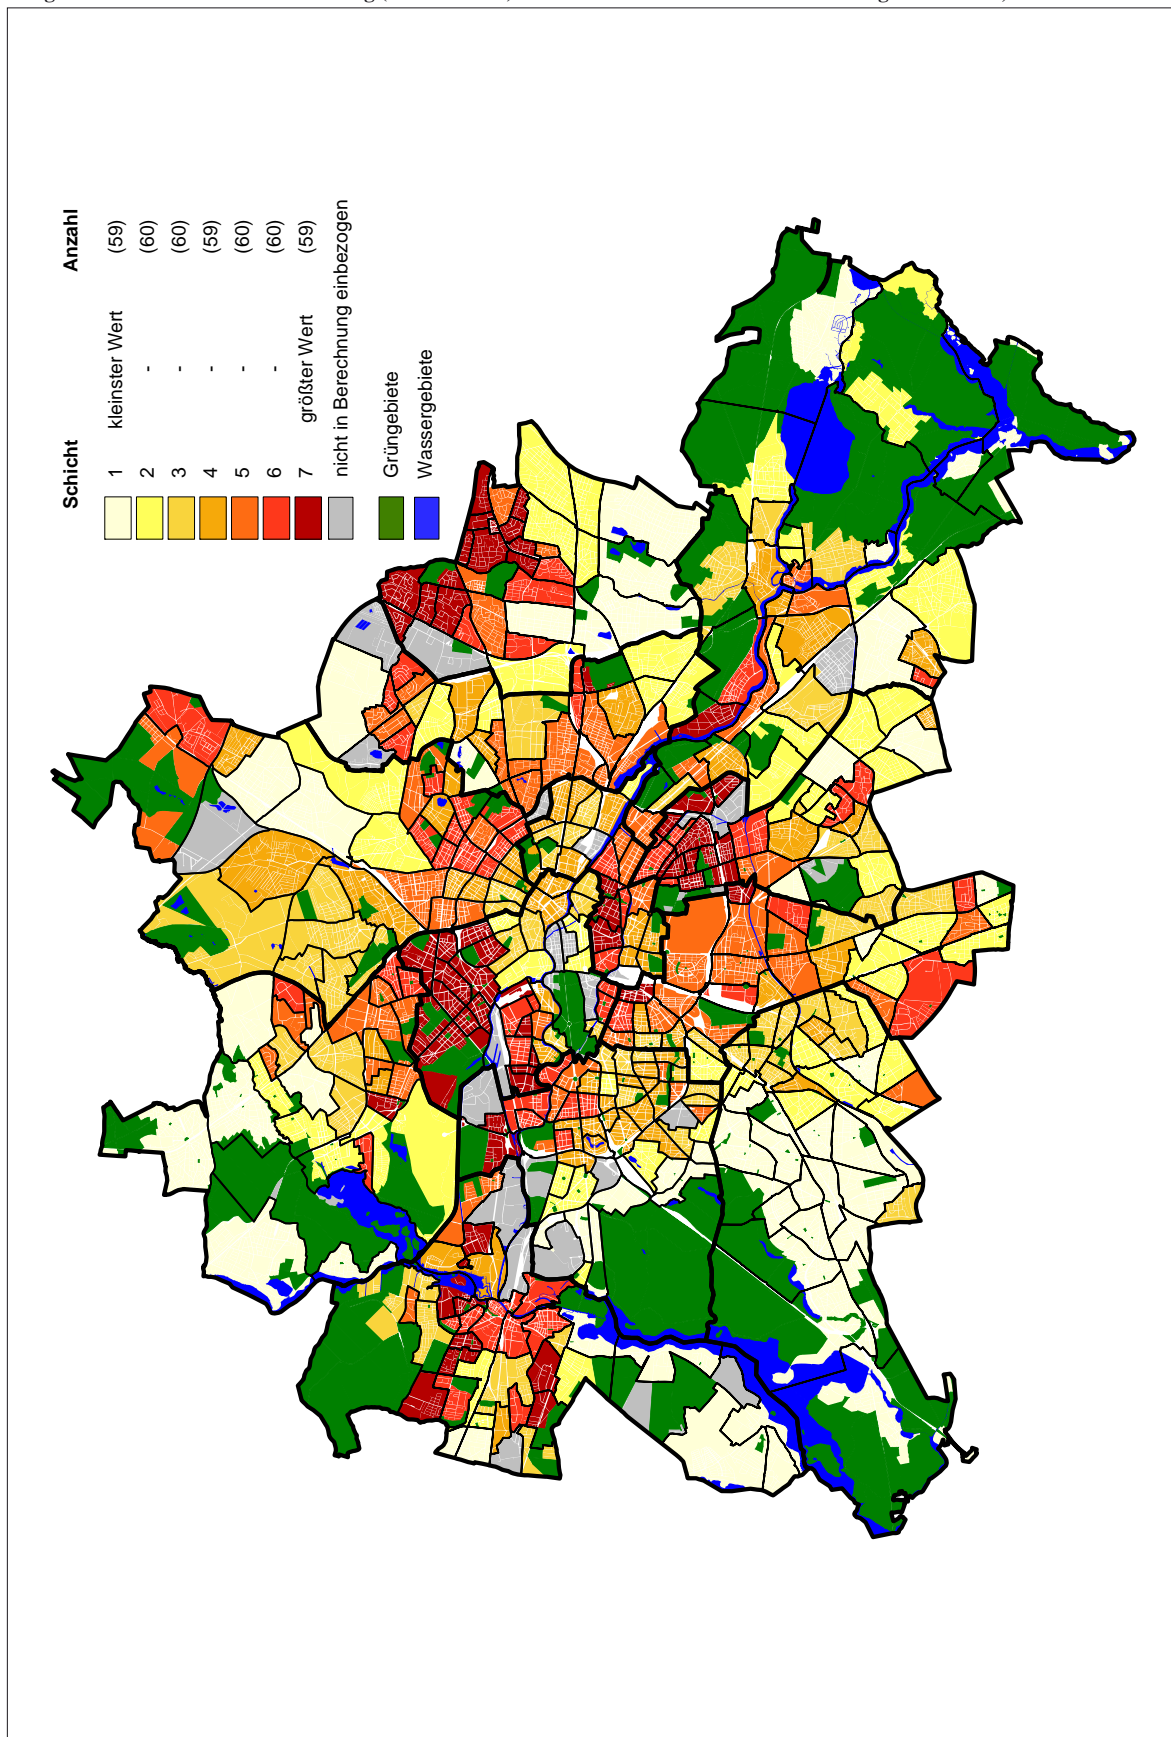 Schicht Anzahl
1 kleinster Wert (59)
2 - (60)
3 - (60)
4 - (59)
5 - (60)
6 - (60)
7 größter Wert (59)
nicht in Berechnung einbezogen
Grüngebiete
Wassergebiete